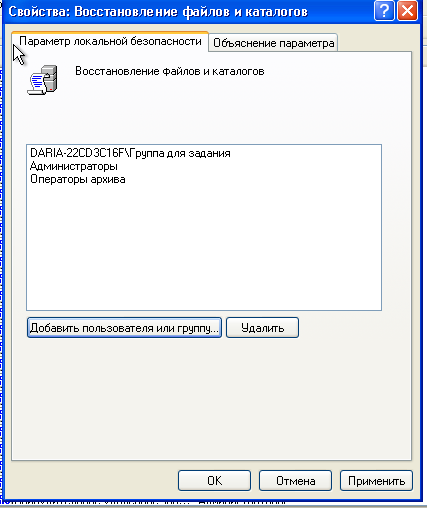 Свойства: Восстановление файлов и каталогов
Параметр локальной безопасности
Объяснение параметра
Восстановление файлов и каталогов
DARIA-22CD3C16F\Группа для задания
Администраторы
Операторы архива
Добавить пользователя или группу...
Удалить
OK
Отмена
Применить